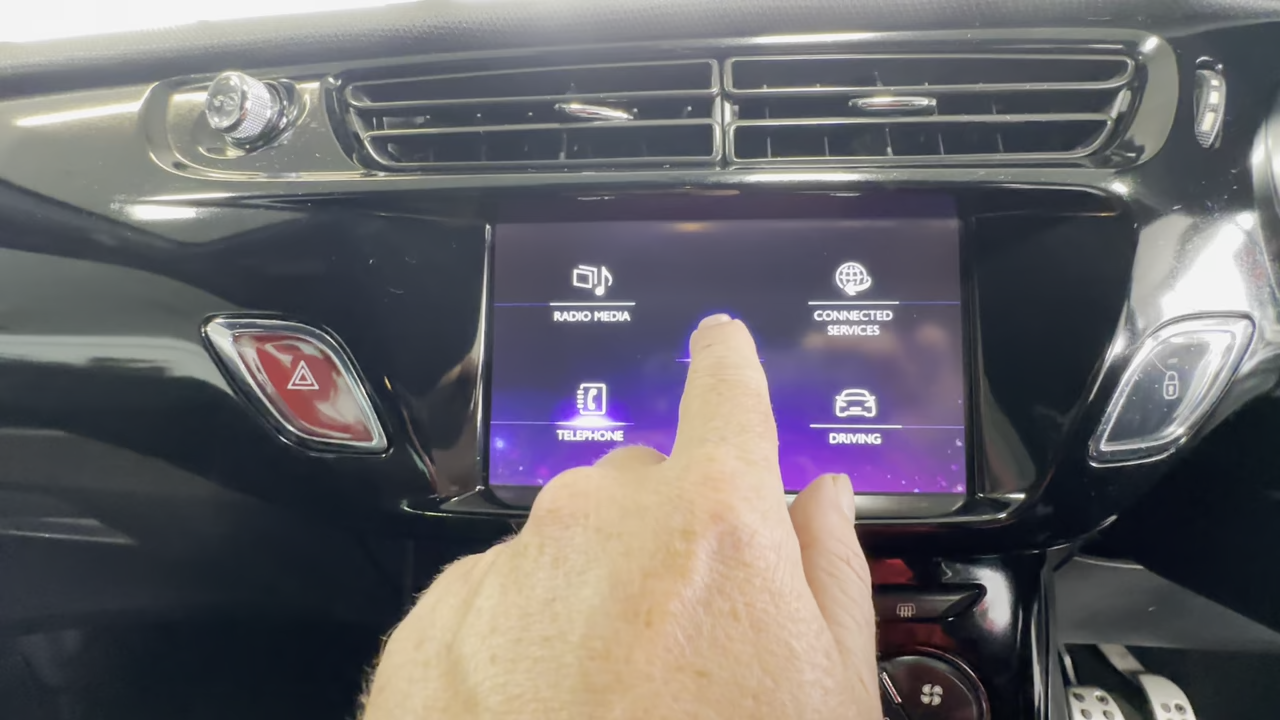 RADIO MEDIA
CONNECTED
SERVICES
TELEPHONE
DRIVING